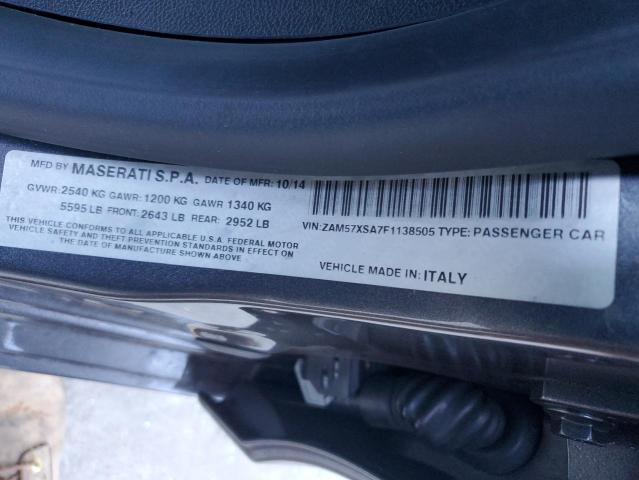 MFD BY MASERATI S.P.A. DATE OF MFR: 10/14
GVWR: 2540 KG GAWR: 1200 KG GAWR 1340 KG
5595 LB FRONT: 2643 LB REAR: 2952 LB
THIS VEHICLE CONFORMS TO ALL APPLICABLE U.S.A. FEDERAL MOTOR
VEHICLE SAFETY AND THEFT PREVENTION STANDARDS IN EFFECT ON
THE DATE OF MANUFACTURE SHOWN ABOVE
VIN: ZAM57XSA7F1138505 TYPE: PASSENGER CAR
VEHICLE MADE IN: ITALY